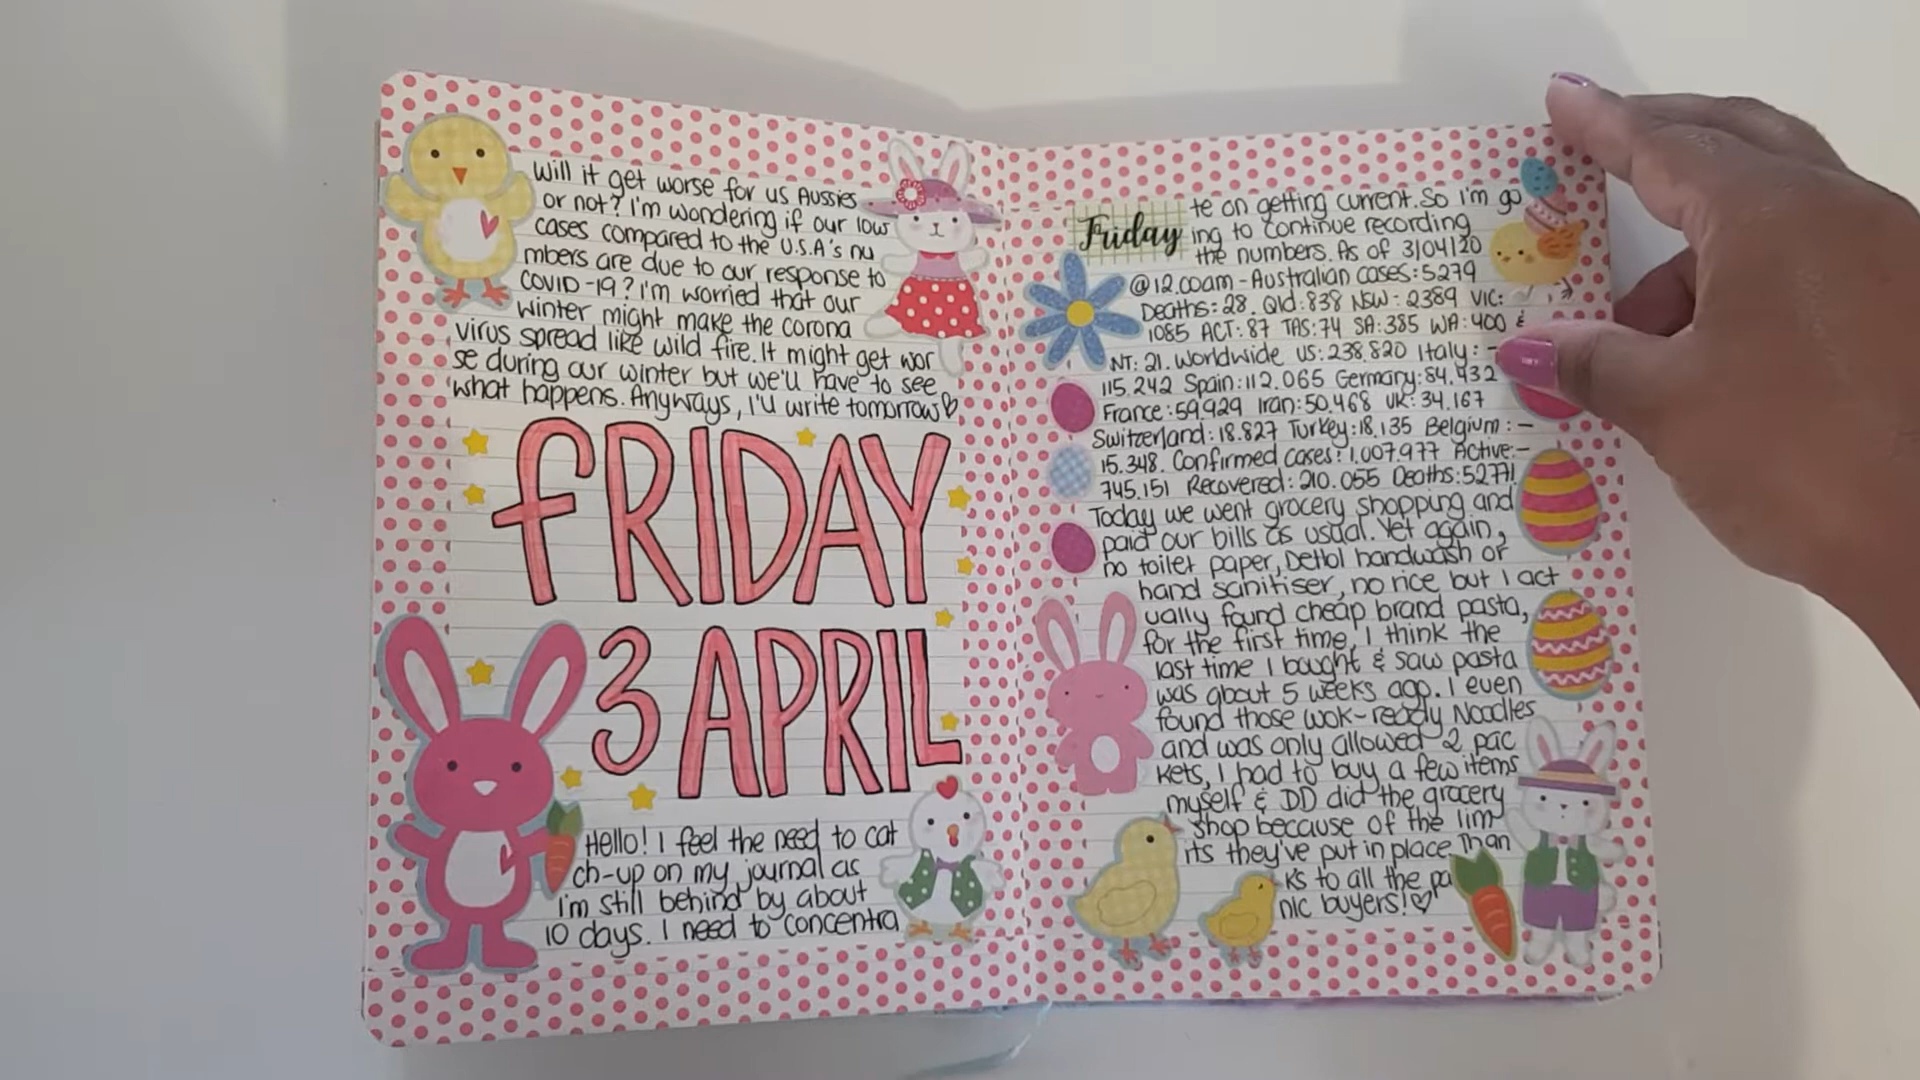 Will it get worse for us Aussies
or not? I'm wondering if our low
cases compared to the U.S.A's nu
mbers are due to our response to
COVID-19? I'm worried that our
winter might make the corona
virus spread like wild fire. It might get wor
se during our winter but we'll have to see
what happens. Anyways, I'll write tomorrow♡
FRIDAY
3 APRIL
Hello! I feel the need to cat
ch-up on my journal as
I'm still behind by about
10 days. I need to concentra
Friday
te on getting current. So I'm go
ing to continue recording
the numbers. As of 3/04/20
@12.00am - Australian cases: 5279
Deaths: 28. Qld: 838 NSW: 2389 VIC:
1085 ACT: 87 TAS: 74 SA: 385 WA: 400 &
NT: 21. Worldwide US: 238.820 Italy: -
115.242 Spain: 112.065 Germany: 84.432
France: 59.929 Iran: 50.468 UK: 34.167
Switzerland: 18.827 Turkey: 18.135 Belgium: -
15.348. Confirmed cases: 1.007.977 Active: -
745.151 Recovered: 210.055 Deaths: 52771
Today we went grocery shopping and
paid our bills as usual. Yet again,
no toilet paper, Dettol handwash or
hand sanitiser, no rice but I act
ually found cheap brand pasta,
for the first time, I think the
last time I bought & saw pasta
was about 5 weeks ago. I even
found those wok-ready Noodles
and was only allowed 2 pac
kets, I had to buy a few items
myself & DD did the grocery
shop because of the lim
its they've put in place. Than
ks to all the pa
nic buyers!♡